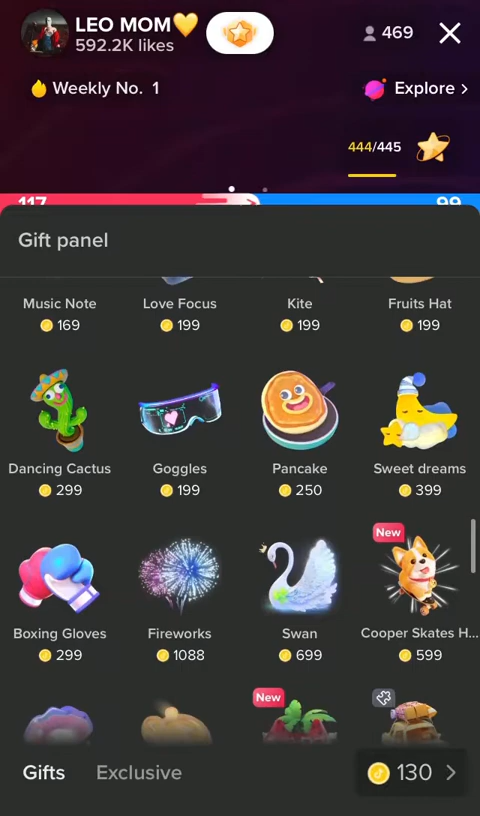 LEO MOM💛
592.2K likes
469
Weekly No. 1
Explore >
444/445
117
99
Gift panel
Music Note
Love Focus
Kite
Fruits Hat
169
199
199
199
Dancing Cactus
Goggles
Pancake
Sweet dreams
299
199
250
399
New
Boxing Gloves
Fireworks
Swan
Cooper Skates H...
299
1088
699
599
New
Gifts
Exclusive
130 >